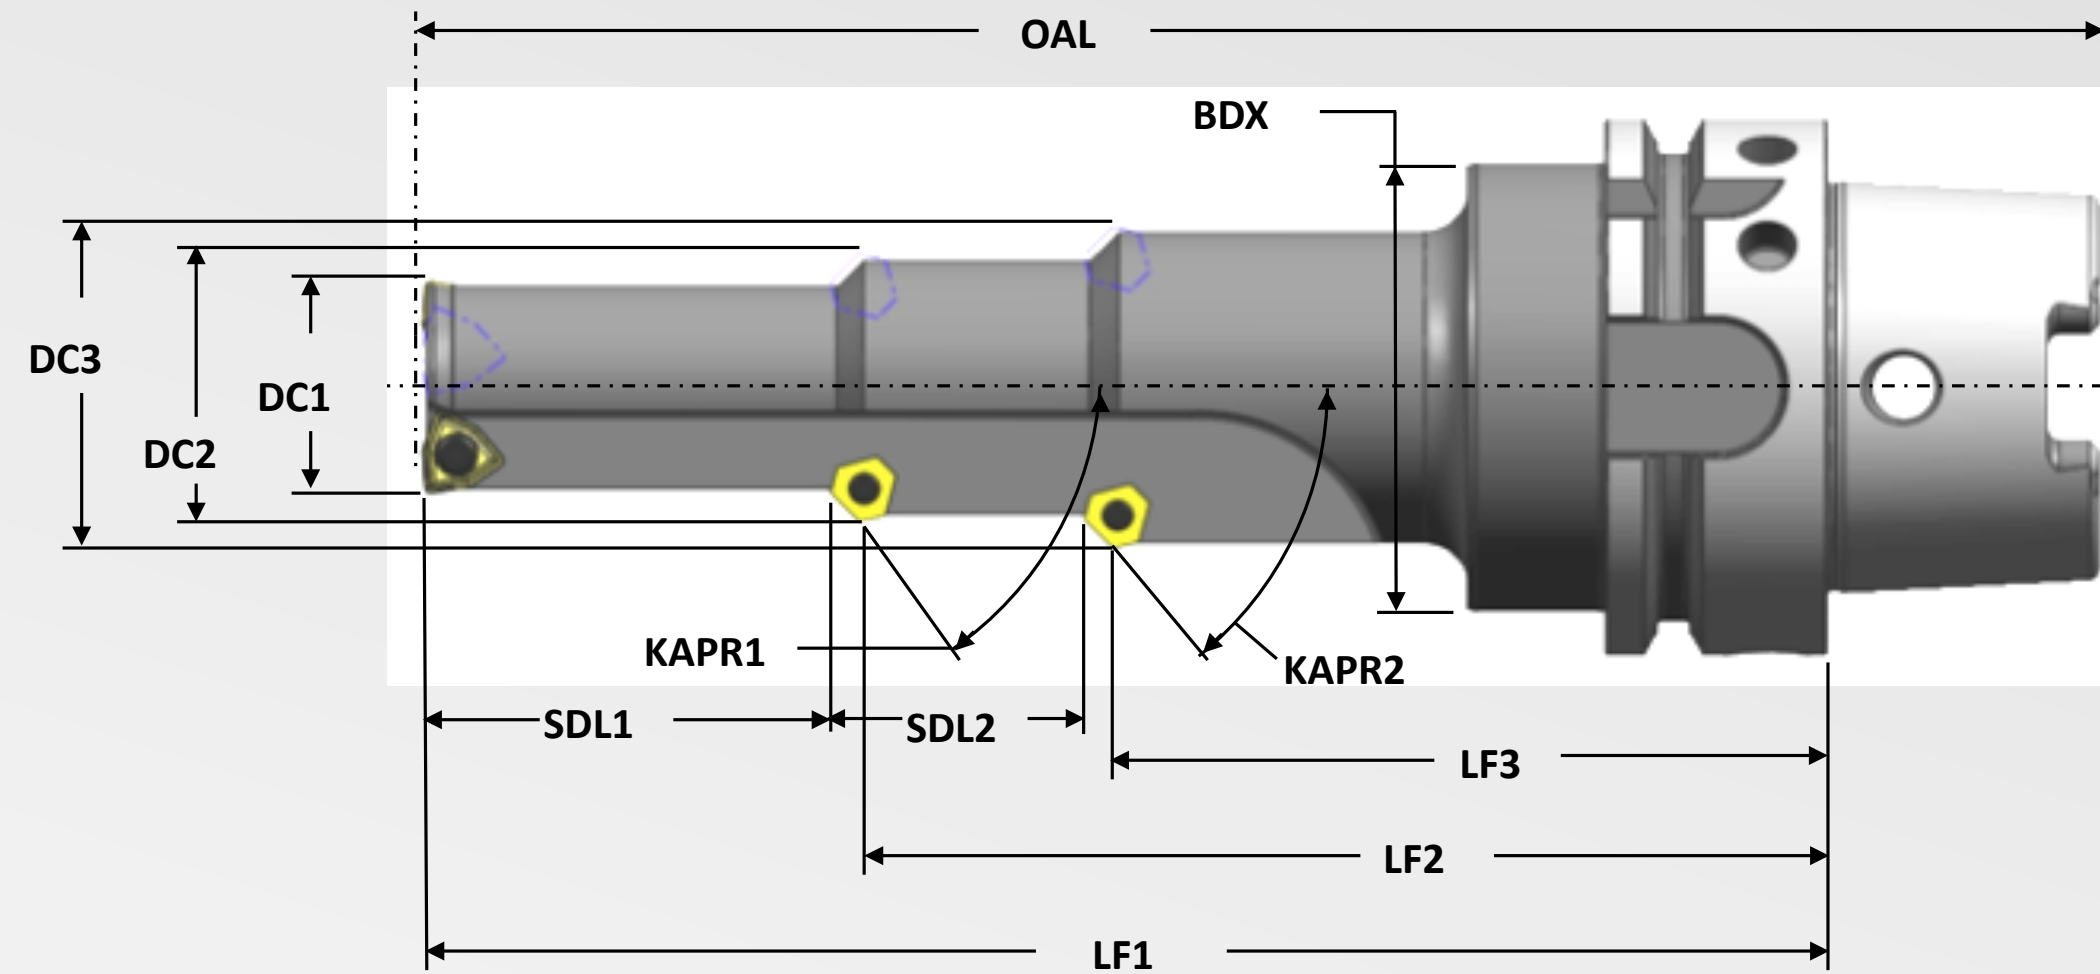 OAL
BDX
DC3
DC1
DC2
KAPR1
KAPR2
SDL1
SDL2
LF3
LF2
LF1